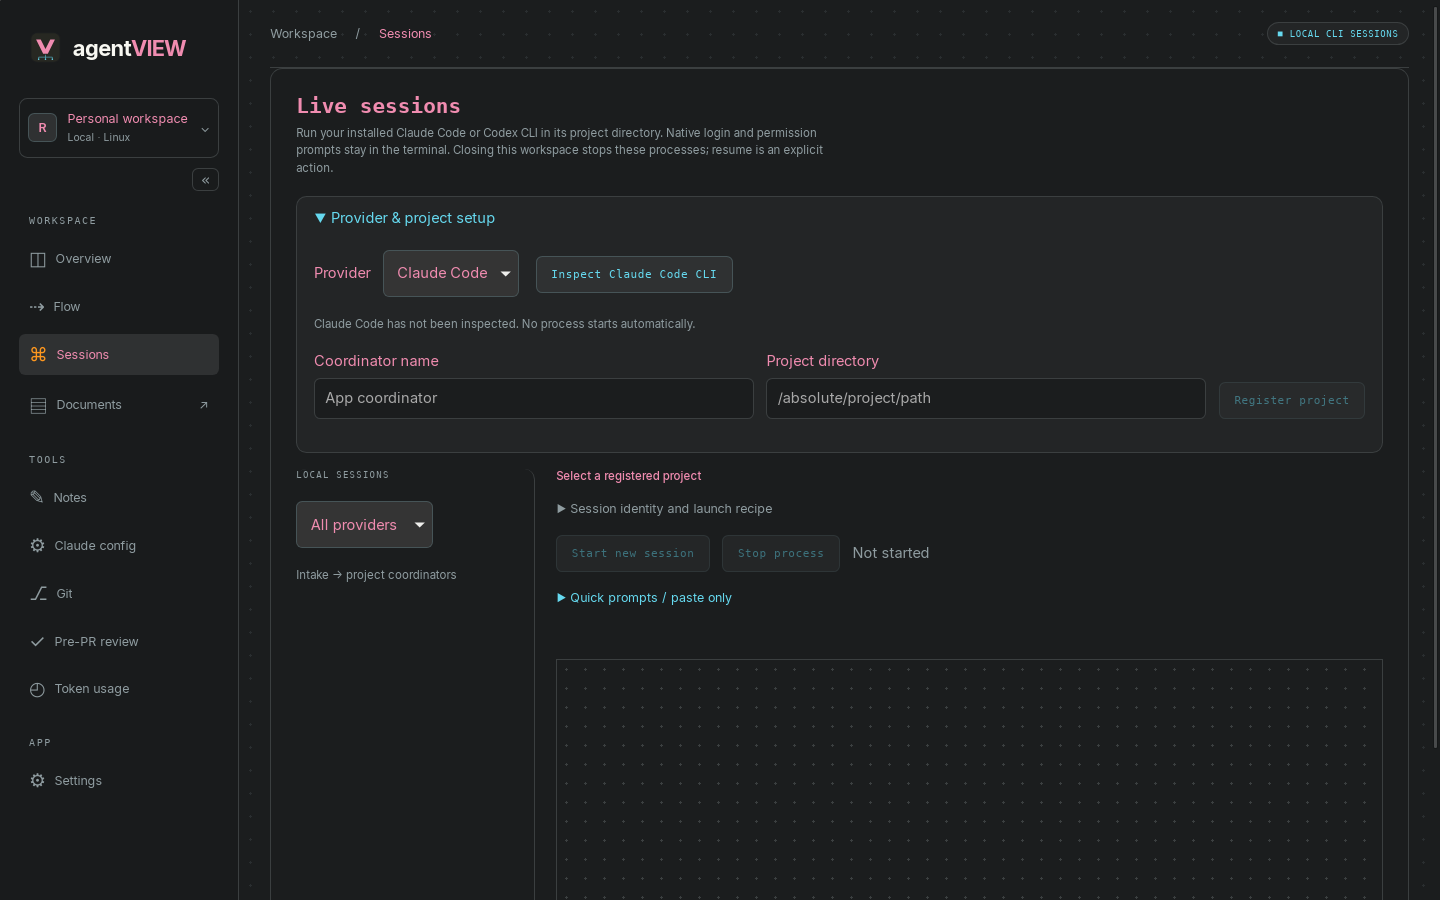 agentVIEW
R
Personal workspace
Local · Linux
«
WORKSPACE
Overview
Flow
Sessions
Documents
TOOLS
Notes
Claude config
Git
Pre-PR review
Token usage
APP
Settings
Workspace / Sessions
LOCAL CLI SESSIONS
Live sessions
Run your installed Claude Code or Codex CLI in its project directory. Native login and permission
prompts stay in the terminal. Closing this workspace stops these processes; resume is an explicit
action.
▼ Provider & project setup
Provider Claude Code Inspect Claude Code CLI
Claude Code has not been inspected. No process starts automatically.
Coordinator name Project directory
App coordinator /absolute/project/path Register project
LOCAL SESSIONS
All providers
Intake → project coordinators
Select a registered project
▶ Session identity and launch recipe
Start new session Stop process Not started
▶ Quick prompts / paste only